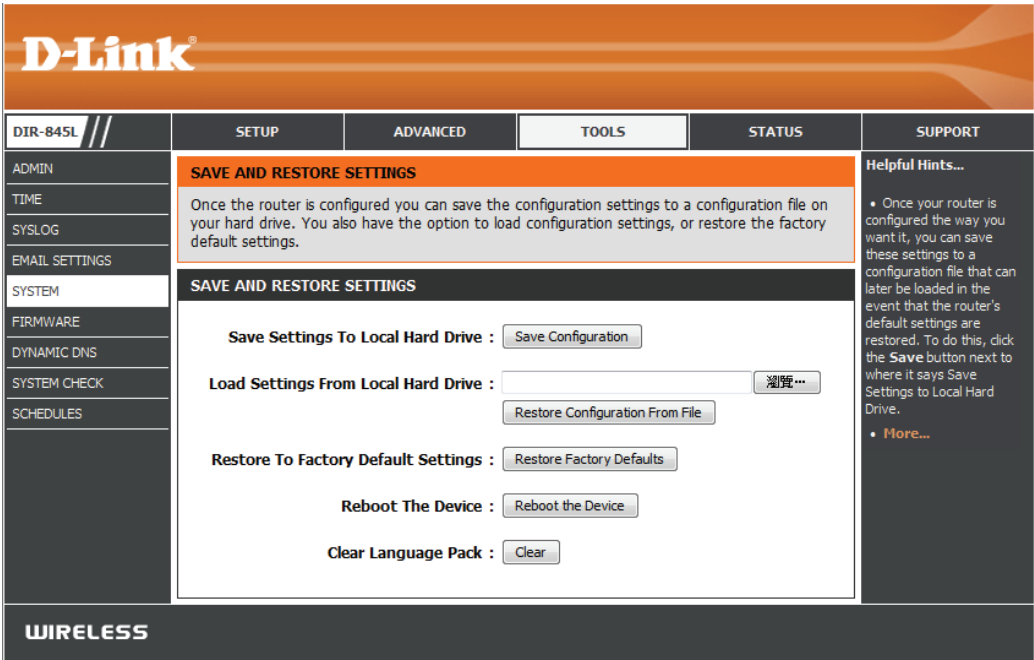 D-Link®
DIR-845L
SETUP
ADVANCED
TOOLS
STATUS
SUPPORT
ADMIN
TIME
SYSLOG
EMAIL SETTINGS
SYSTEM
FIRMWARE
DYNAMIC DNS
SYSTEM CHECK
SCHEDULES
SAVE AND RESTORE SETTINGS
Once the router is configured you can save the configuration settings to a configuration file on
your hard drive. You also have the option to load configuration settings, or restore the factory
default settings.
SAVE AND RESTORE SETTINGS
Save Settings To Local Hard Drive : Save Configuration
Load Settings From Local Hard Drive : 瀏覽…
Restore Configuration From File
Restore To Factory Default Settings : Restore Factory Defaults
Reboot The Device : Reboot the Device
Clear Language Pack : Clear
Helpful Hints...
• Once your router is
configured the way you
want it, you can save
these settings to a
configuration file that can
later be loaded in the
event that the router's
default settings are
restored. To do this, click
the Save button next to
where it says Save
Settings to Local Hard
Drive.
• More...
WIRELESS